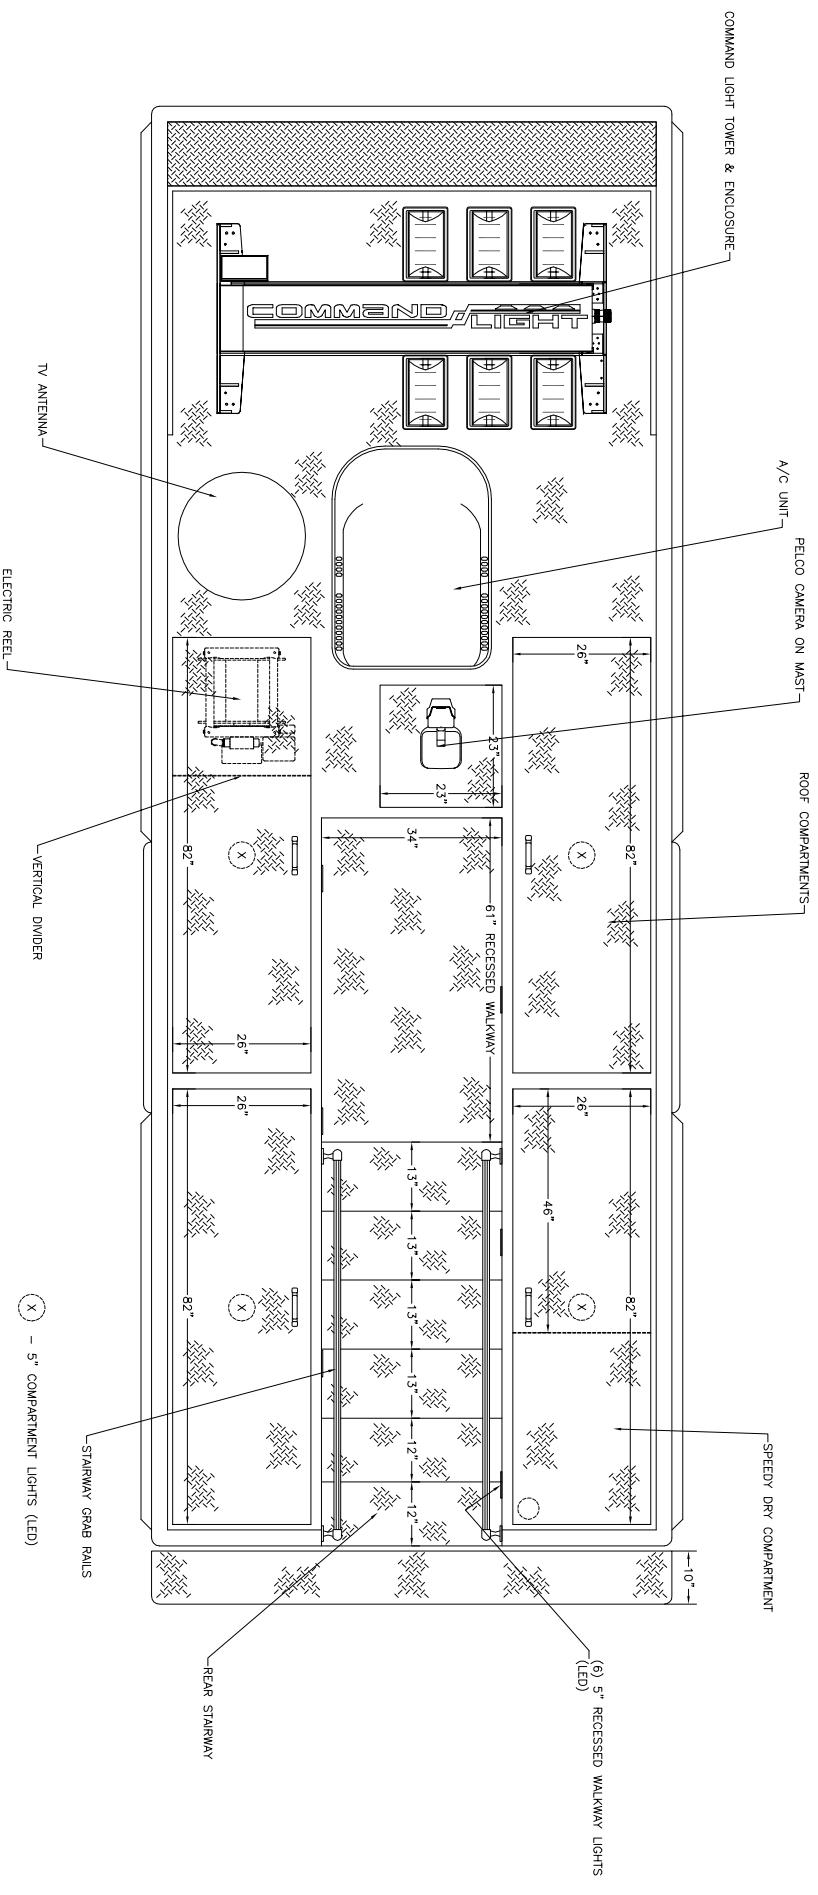 COMMAND LIGHT TOWER & ENCLOSURE
COMMAND LIGHT
TV ANTENNA
A/C UNIT
PELCO CAMERA ON MAST
ELECTRIC REEL
ROOF COMPARTMENTS
VERTICAL DIVIDER
26"
82"
23"
23"
34"
61" RECESSED WALKWAY
82"
26"
X
X
26"
26"
46"
82"
82"
X
X
13"
13"
13"
13"
12"
12"
10"
SPEEDY DRY COMPARTMENT
STAIRWAY GRAB RAILS
REAR STAIRWAY
(6) 5" RECESSED WALKWAY LIGHTS
(LED)
X – 5" COMPARTMENT LIGHTS (LED)